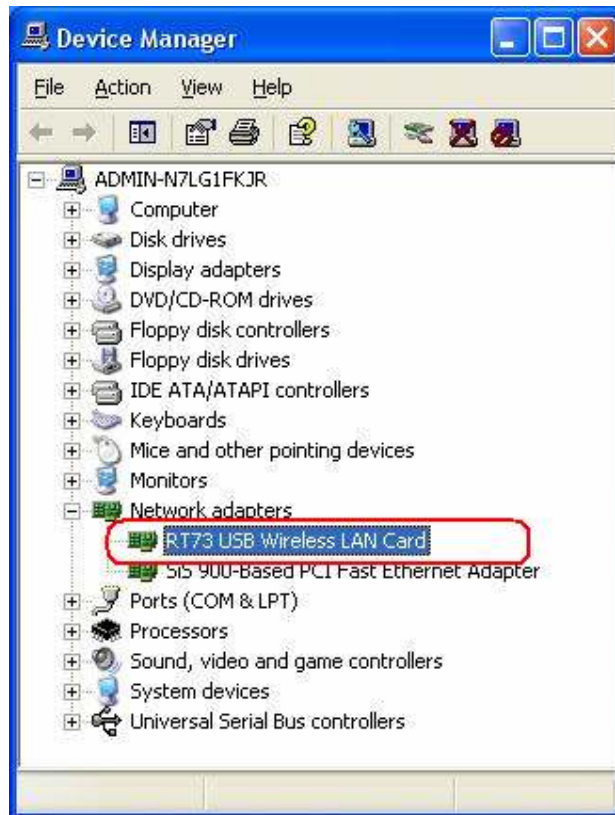 Device Manager
File Action View Help
ADMIN-N7LG1FKJR
Computer
Disk drives
Display adapters
DVD/CD-ROM drives
Floppy disk controllers
Floppy disk drives
IDE ATA/ATAPI controllers
Keyboards
Mice and other pointing devices
Monitors
Network adapters
RT73 USB Wireless LAN Card
SiS 900-Based PCI Fast Ethernet Adapter
Ports (COM & LPT)
Processors
Sound, video and game controllers
System devices
Universal Serial Bus controllers